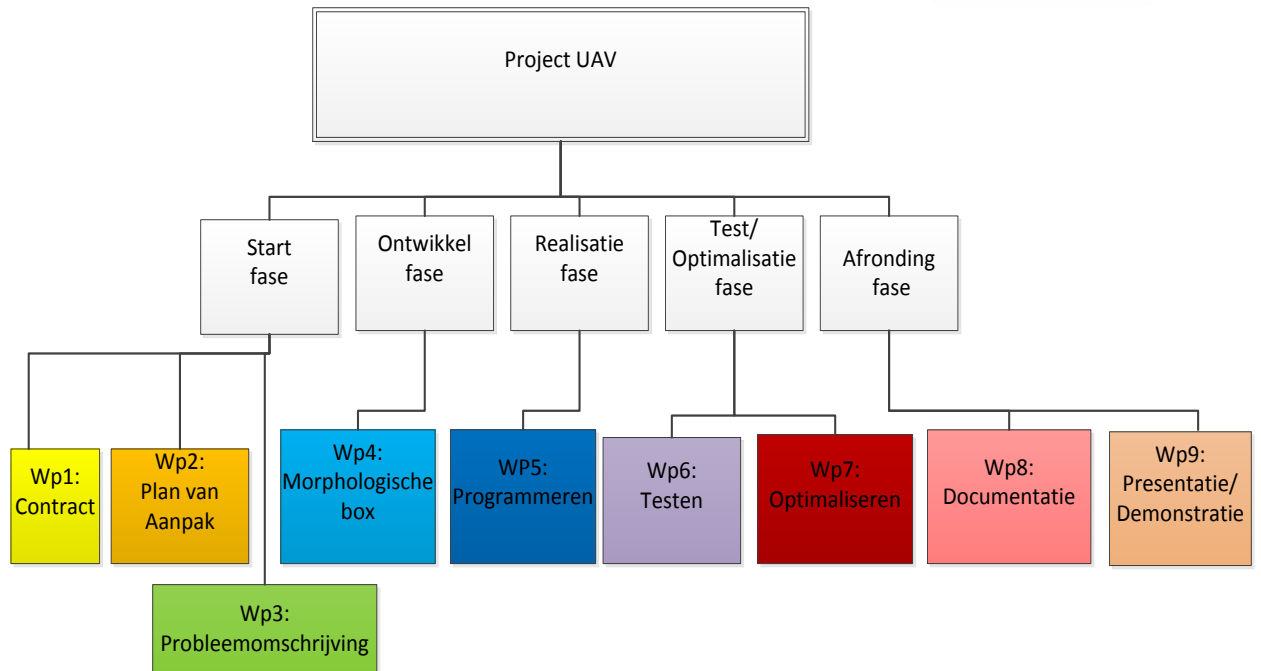 Project UAV
Start
fase
Ontwikkel
fase
Realisatie
fase
Test/
Optimalisatie
fase
Afronding
fase
Wp1:
Contract
Wp2:
Plan van
Aanpak
Wp3:
Probleemomschrijving
Wp4:
Morphologische
box
WP5:
Programmeren
Wp6:
Testen
Wp7:
Optimaliseren
Wp8:
Documentatie
Wp9:
Presentatie/
Demonstratie